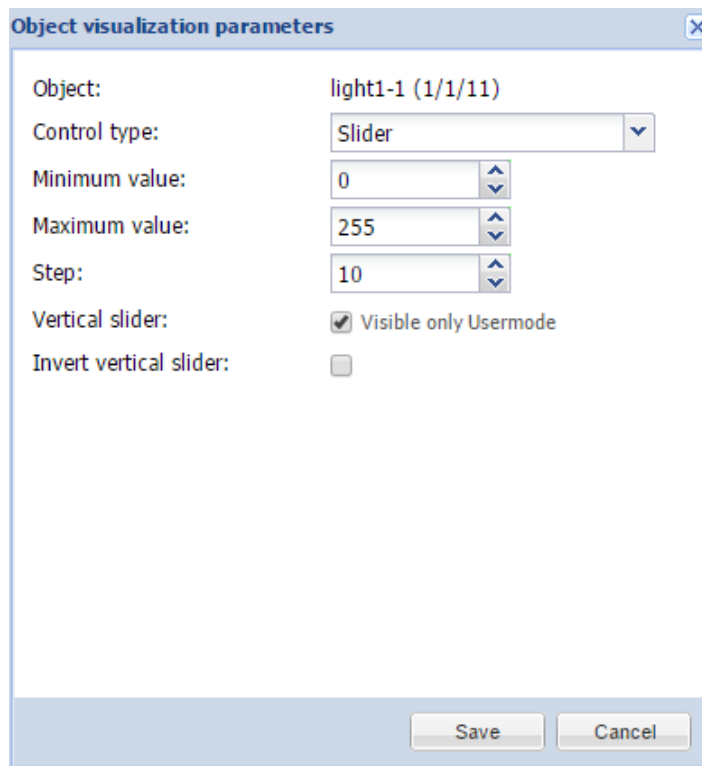 Object visualization parameters
Object: light1-1 (1/1/11)
Control type: Slider
Minimum value: 0
Maximum value: 255
Step: 10
Vertical slider: Visible only Usermode
Invert vertical slider:
Save Cancel